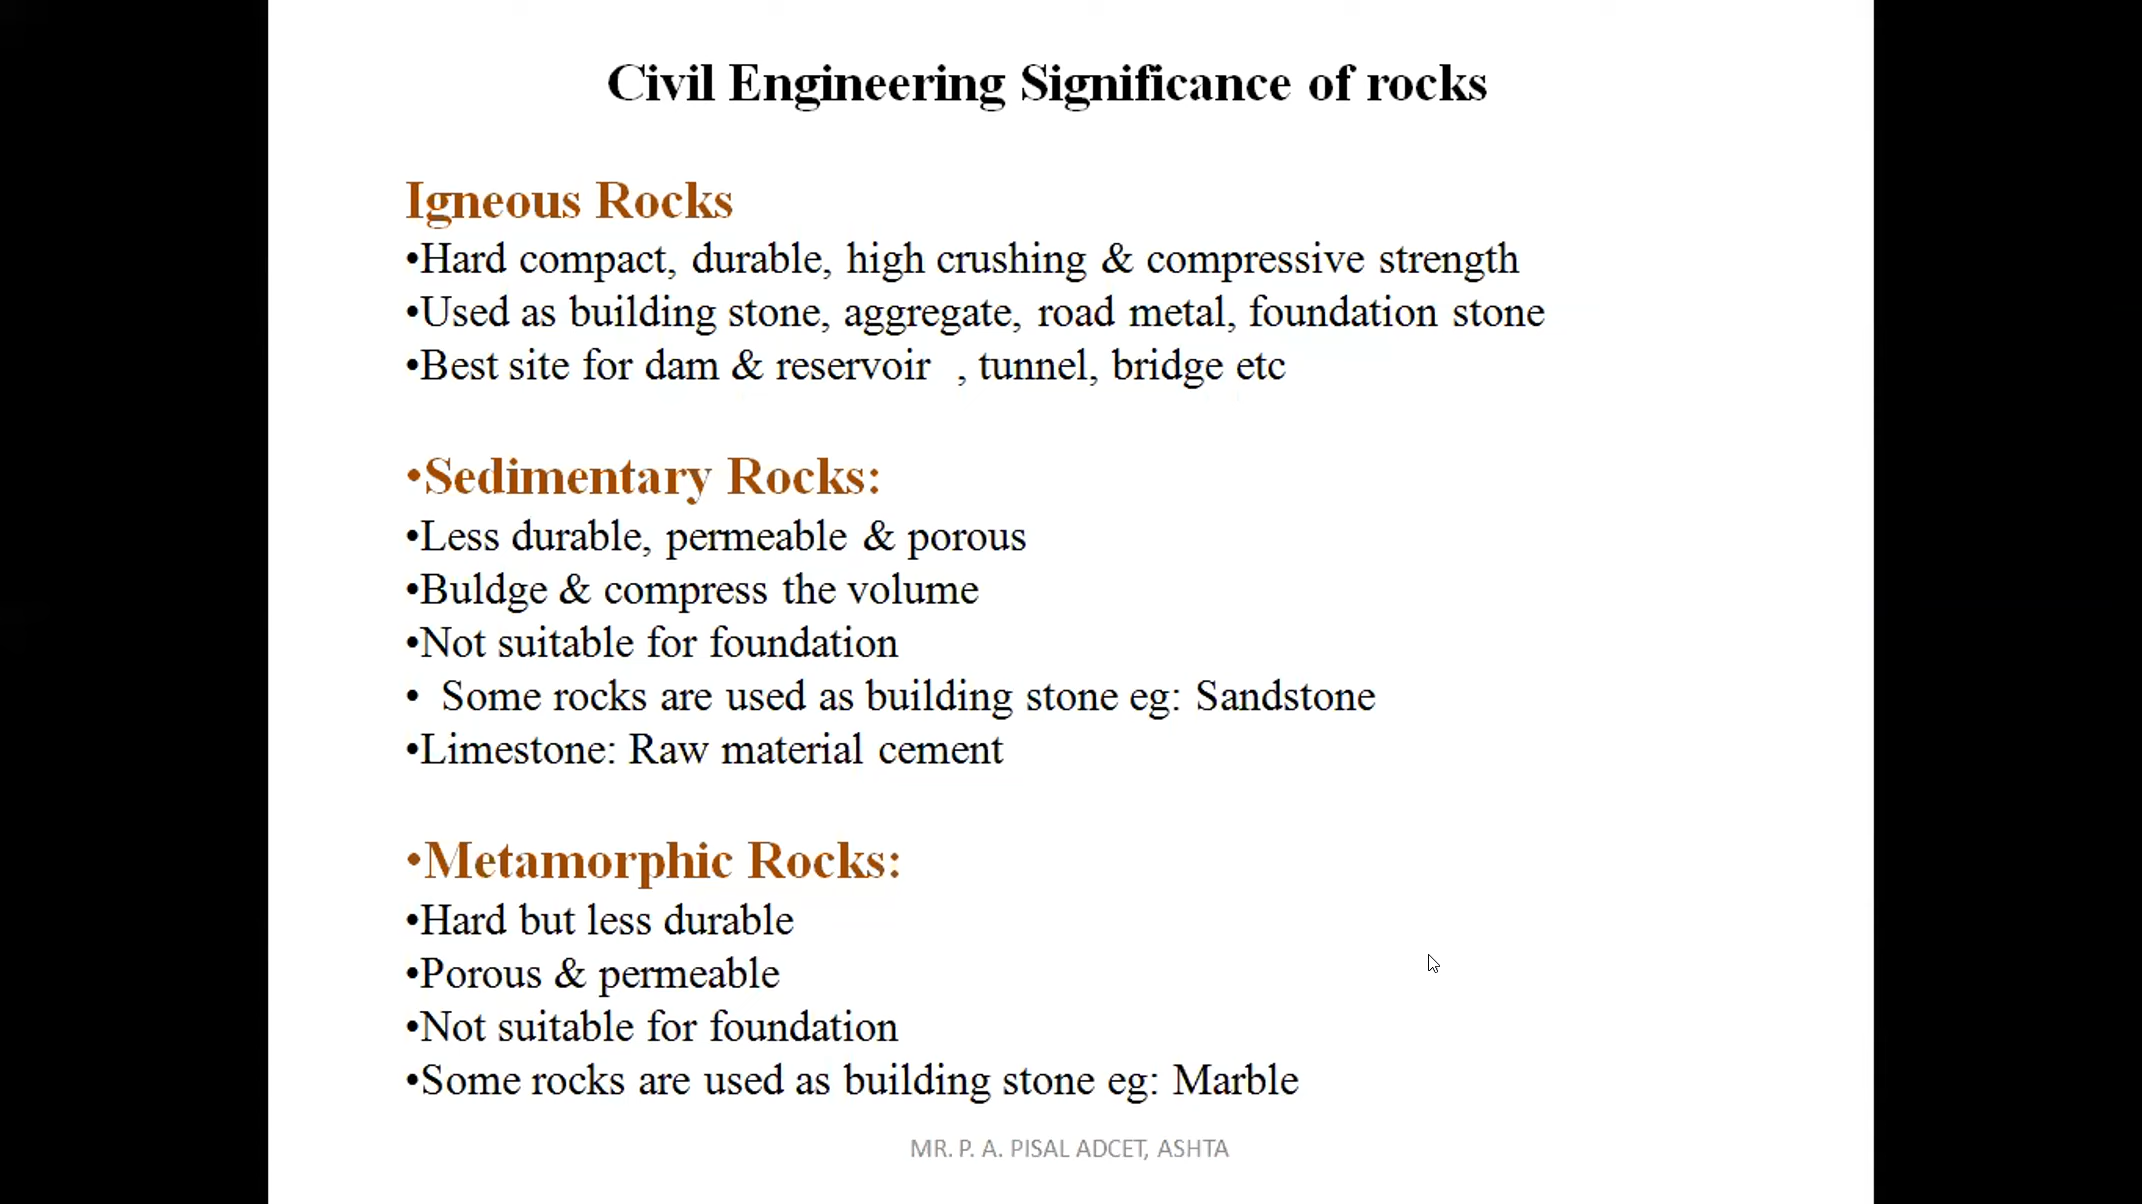 Civil Engineering Significance of rocks
Igneous Rocks
•Hard compact, durable, high crushing & compressive strength
•Used as building stone, aggregate, road metal, foundation stone
•Best site for dam & reservoir , tunnel, bridge etc
•Sedimentary Rocks:
•Less durable, permeable & porous
•Buldge & compress the volume
•Not suitable for foundation
• Some rocks are used as building stone eg: Sandstone
•Limestone: Raw material cement
•Metamorphic Rocks:
•Hard but less durable
•Porous & permeable
•Not suitable for foundation
•Some rocks are used as building stone eg: Marble
MR. P. A. PISAL ADCET, ASHTA